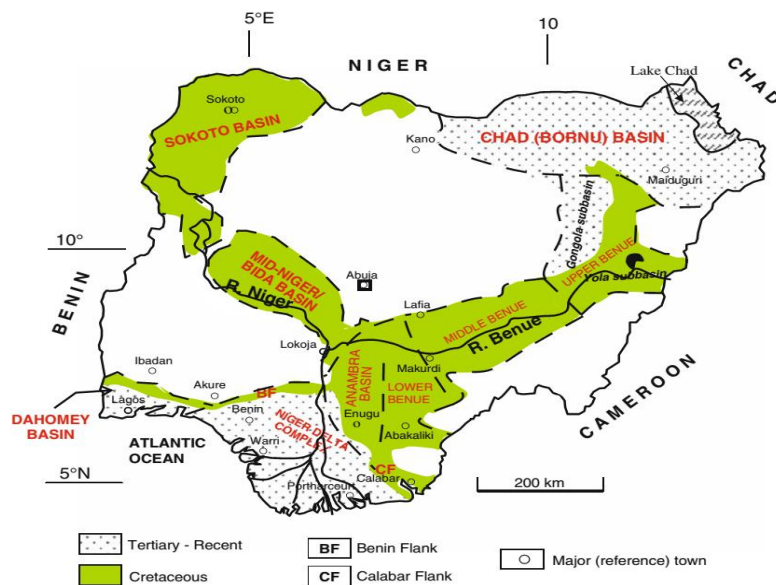 5°E
10
NIGER
CHAD
Lake Chad
Sokoto
SOKOTO BASIN
Kano
CHAD (BORNU) BASIN
Maiduguri
10°
BENIN
MID-NIGER/
BIDA BASIN
R. Niger
Abuja
Gongola subbasin
UPPER BENUE
Yola subbasin
Lafia
MIDDLE BENUE
R. Benue
Lokoja
Makurdi
Ibadan
Akure
BF
ANAMBRA
BASIN
LOWER
BENUE
CAMEROON
Lagos
Benin
Enugu
Abakaliki
DAHOMEY
BASIN
NIGER-DELTA
COMPLEX
Warri
ATLANTIC
OCEAN
CF
Calabar
5°N
Portharcourt
200 km
Tertiary - Recent
BF Benin Flank
Major (reference) town
Cretaceous
CF Calabar Flank